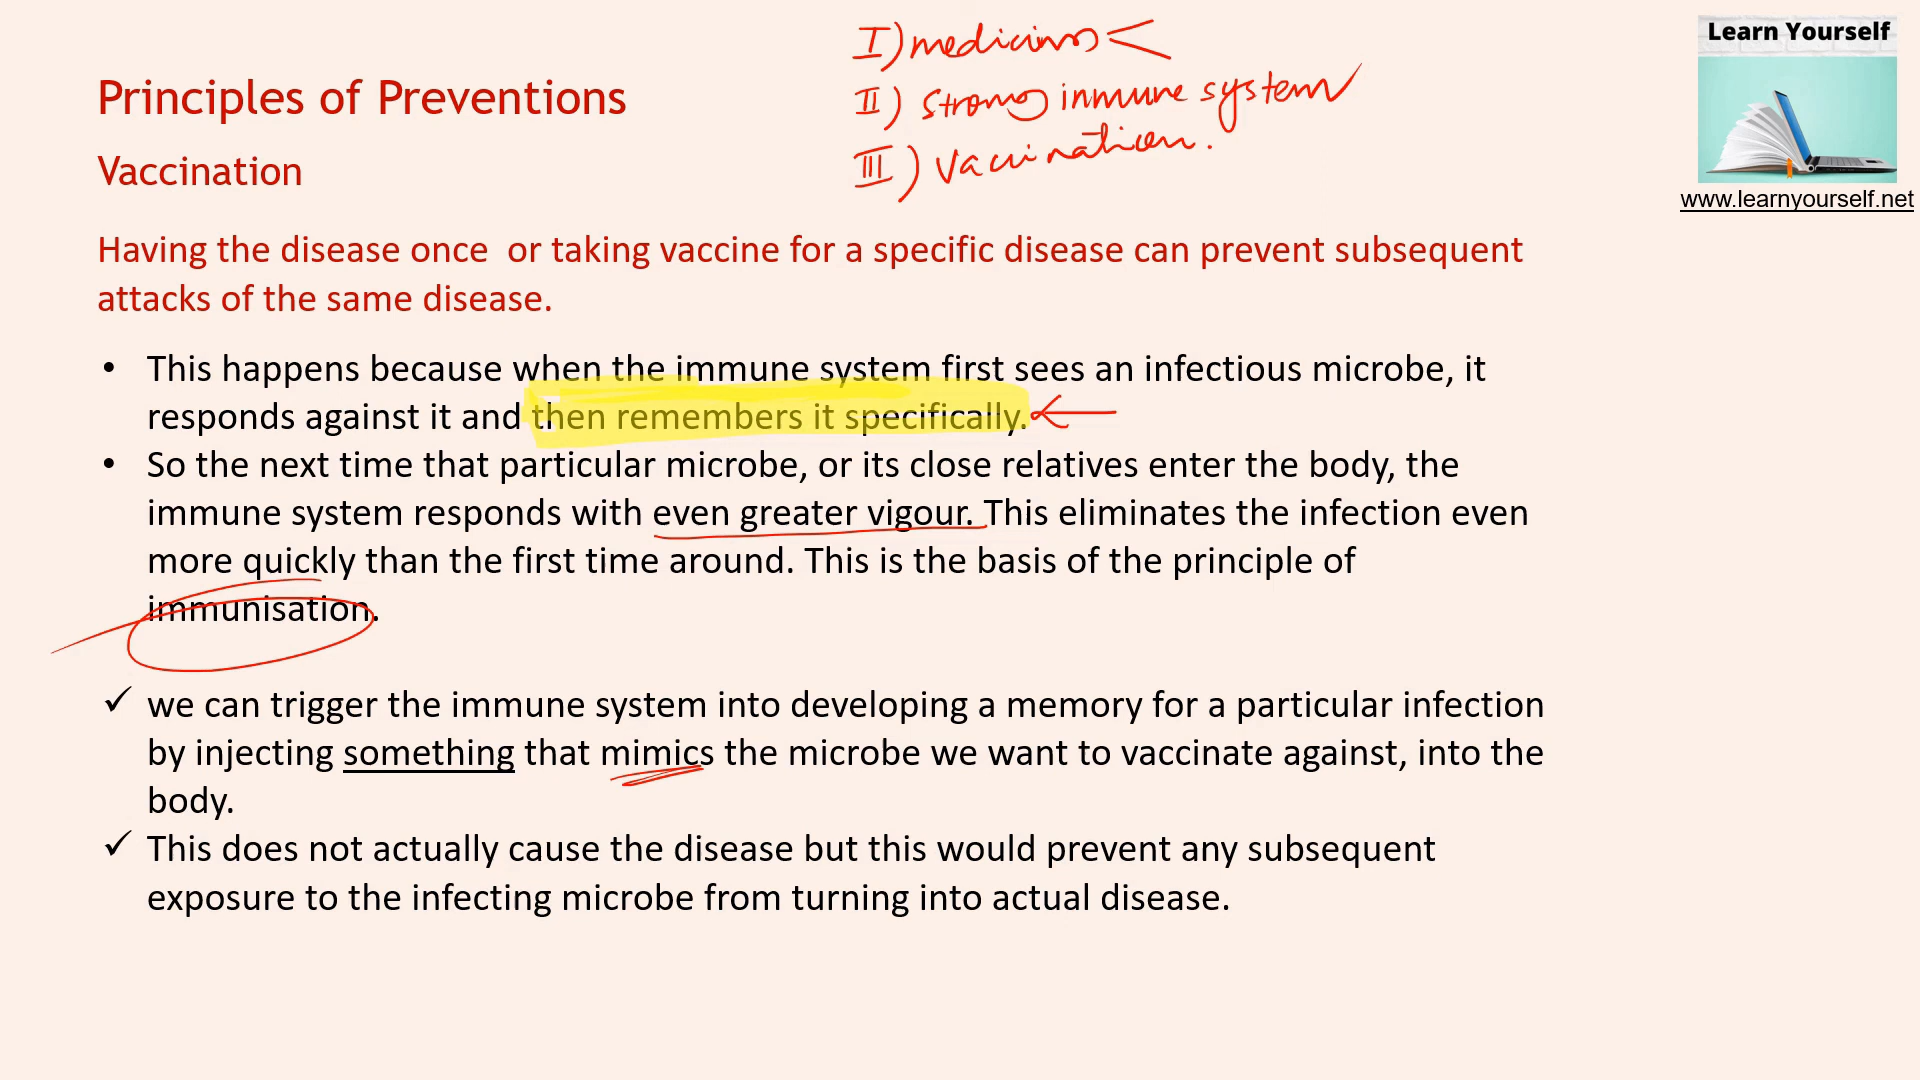 I) medicines <
II) strong immune system
III) Vaccination.
Learn Yourself
www.learnyourself.net
Principles of Preventions
Vaccination
Having the disease once or taking vaccine for a specific disease can prevent subsequent
attacks of the same disease.
• This happens because when the immune system first sees an infectious microbe, it
responds against it and then remembers it specifically.
• So the next time that particular microbe, or its close relatives enter the body, the
immune system responds with even greater vigour. This eliminates the infection even
more quickly than the first time around. This is the basis of the principle of
immunisation.
✓ we can trigger the immune system into developing a memory for a particular infection
by injecting something that mimics the microbe we want to vaccinate against, into the
body.
✓ This does not actually cause the disease but this would prevent any subsequent
exposure to the infecting microbe from turning into actual disease.